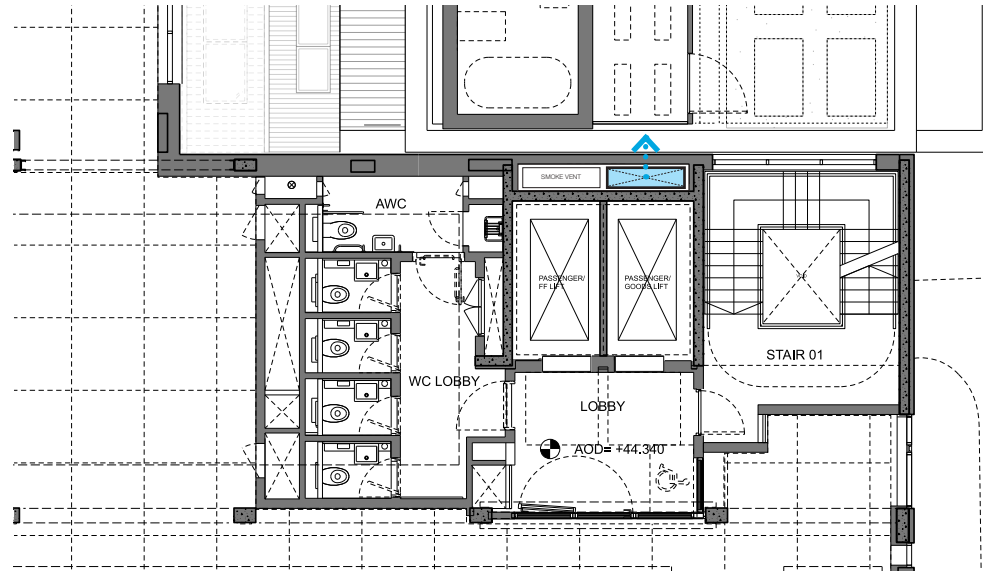 SMOKE VENT
AWC
PASSENGER/
FF LIFT
PASSENGER/
GOODS LIFT
STAIR 01
WC LOBBY
LOBBY
AOD= +44.340